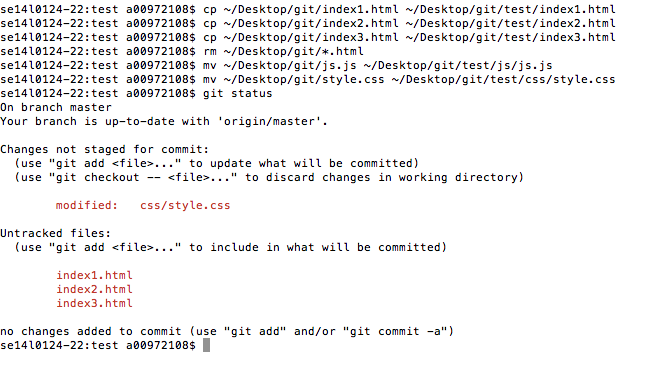 se14l0124-22:test a00972108$ cp ~/Desktop/git/index1.html ~/Desktop/git/test/index1.html
se14l0124-22:test a00972108$ cp ~/Desktop/git/index2.html ~/Desktop/git/test/index2.html
se14l0124-22:test a00972108$ cp ~/Desktop/git/index3.html ~/Desktop/git/test/index3.html
se14l0124-22:test a00972108$ rm ~/Desktop/git/*.html
se14l0124-22:test a00972108$ mv ~/Desktop/git/js.js ~/Desktop/git/test/js/js.js
se14l0124-22:test a00972108$ mv ~/Desktop/git/style.css ~/Desktop/git/test/css/style.css
se14l0124-22:test a00972108$ git status
On branch master
Your branch is up-to-date with 'origin/master'.
Changes not staged for commit:
  (use "git add <file>..." to update what will be committed)
  (use "git checkout -- <file>..." to discard changes in working directory)
        modified:   css/style.css
Untracked files:
  (use "git add <file>..." to include in what will be committed)
        index1.html
        index2.html
        index3.html
no changes added to commit (use "git add" and/or "git commit -a")
se14l0124-22:test a00972108$